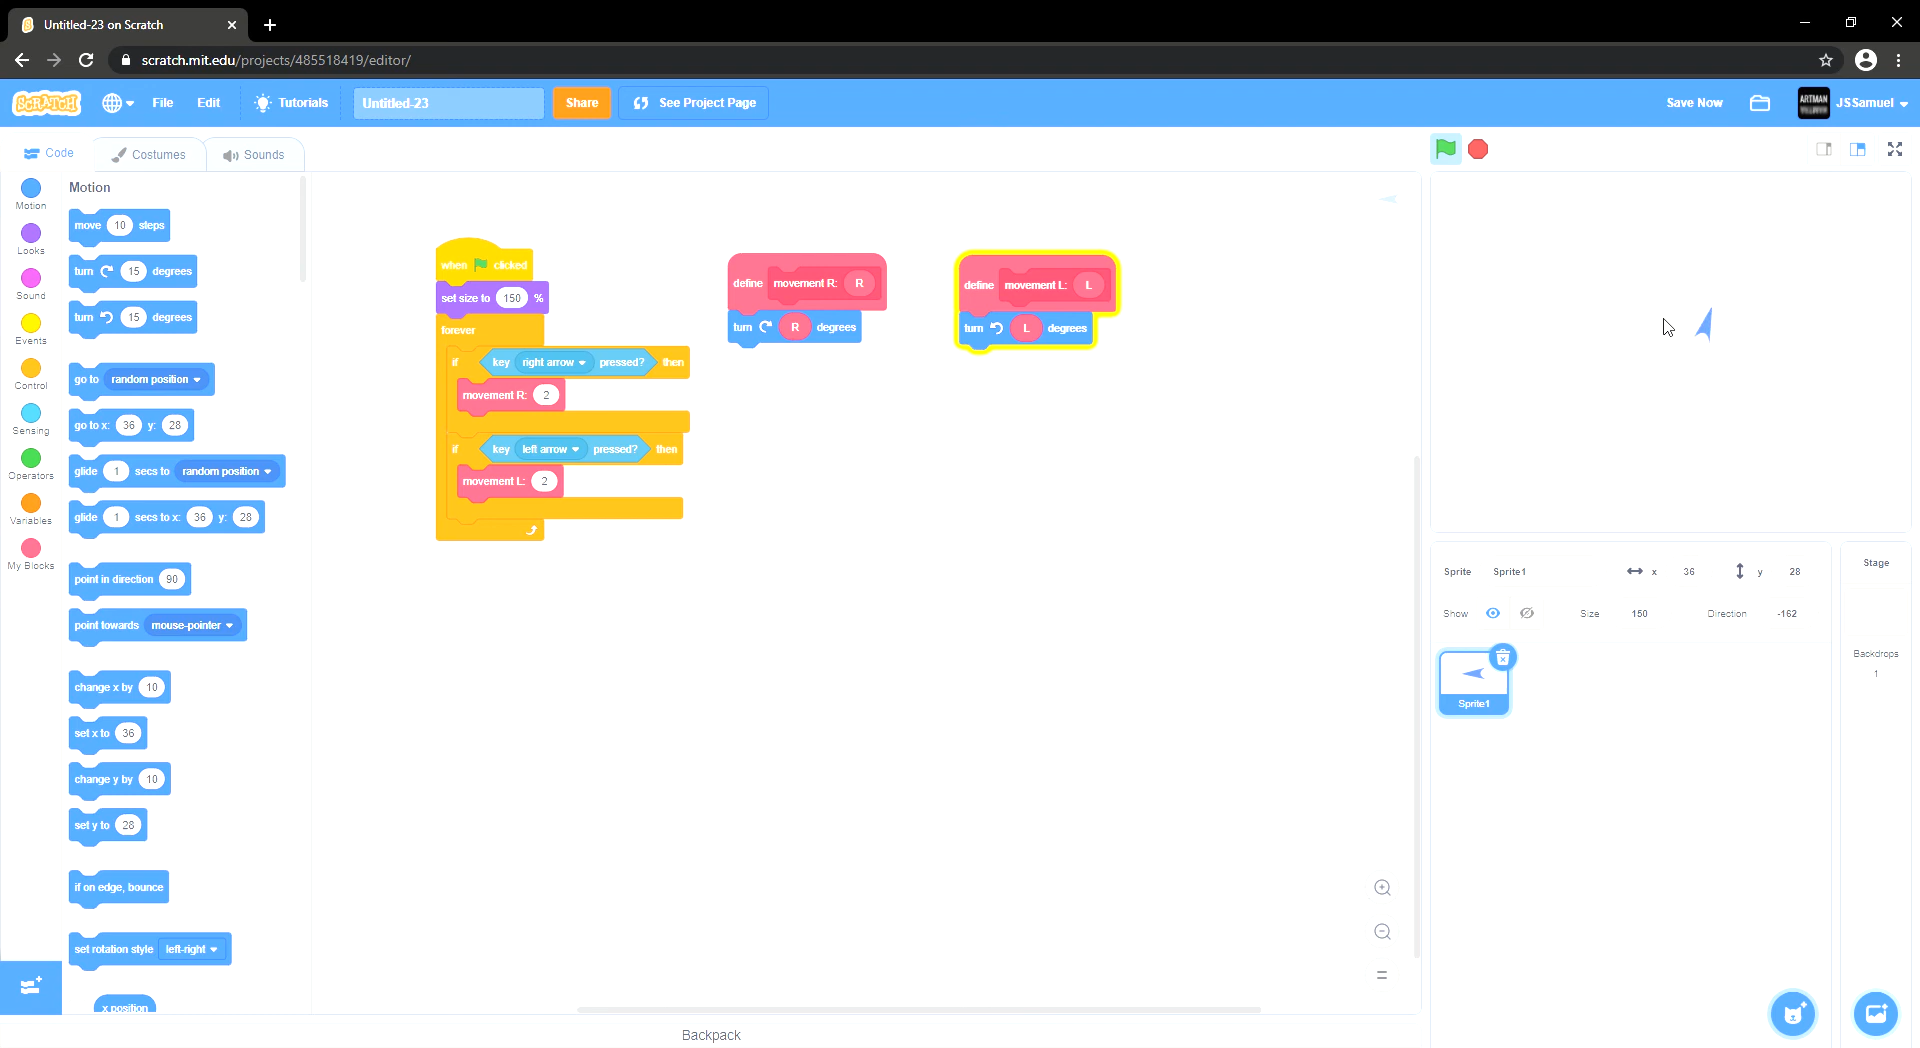 Untitled-23 on Scratch
scratch.mit.edu/projects/485518419/editor/
SCRATCH
File
Edit
Tutorials
Untitled-23
Share
See Project Page
Save Now
ARTMAN
JSSamuel
Code
Costumes
Sounds
Motion
Looks
Sound
Events
Control
Sensing
Operators
Variables
My Blocks
Motion
move 10 steps
turn 15 degrees
turn 15 degrees
go to random position
go to x: 36 y: 28
glide 1 secs to random position
glide 1 secs to x: 36 y: 28
point in direction 90
point towards mouse-pointer
change x by 10
set x to 36
change y by 10
set y to 28
if on edge, bounce
set rotation style left-right
x position
when clicked
set size to 150 %
forever
if key right arrow pressed? then
movement R: 2
if key left arrow pressed? then
movement L: 2
define movement R: R
turn R degrees
define movement L: L
turn L degrees
Backpack
Sprite Sprite1 x 36 y 28
Show Size 150 Direction -162
Sprite1
Stage
Backdrops
1